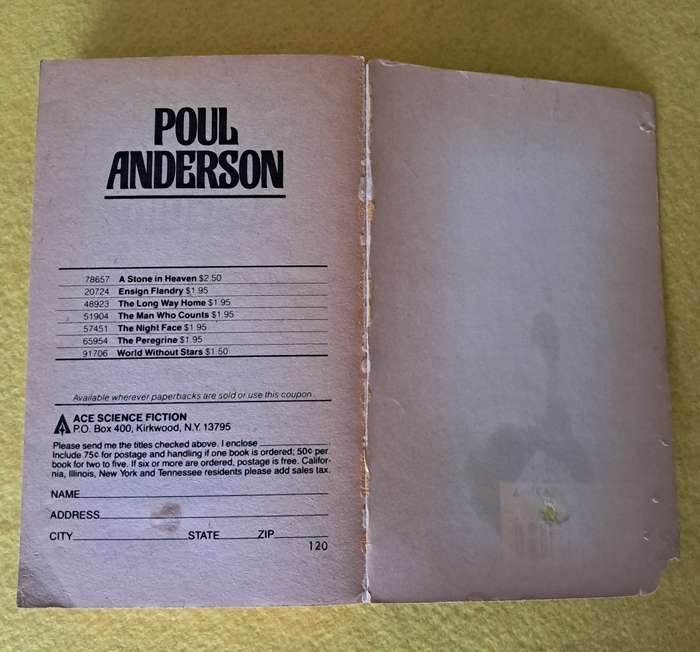 POUL
ANDERSON
78657 A Stone in Heaven $2.50
20724 Ensign Flandry $1.95
48923 The Long Way Home $1.95
51904 The Man Who Counts $1.95
57451 The Night Face $1.95
65954 The Peregrine $1.95
91706 World Without Stars $1.50
Available wherever paperbacks are sold or use this coupon.
ACE SCIENCE FICTION
P.O. Box 400, Kirkwood, N.Y. 13795
Please send me the titles checked above. I enclose
Include 75¢ for postage and handling if one book is ordered; 50¢ per
book for two to five. If six or more are ordered, postage is free. Califor-
nia, Illinois, New York and Tennessee residents please add sales tax.
NAME
ADDRESS
CITY STATE ZIP
120